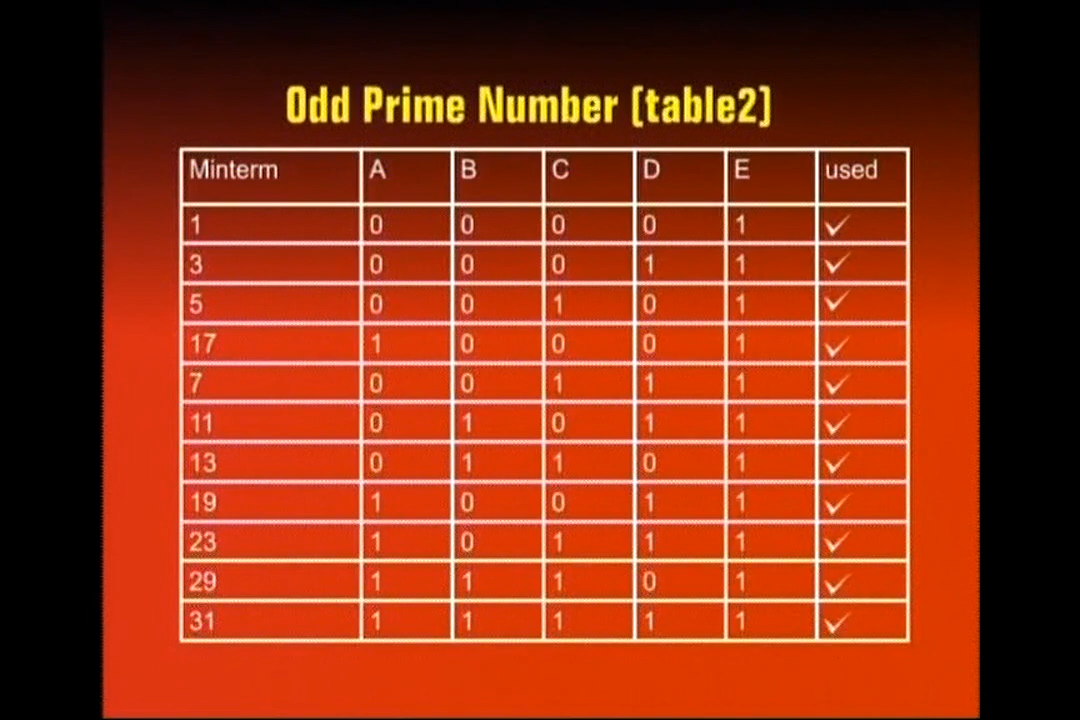 Odd Prime Number (table2)
Minterm A B C D E used
1 0 0 0 0 1 ✓
3 0 0 0 1 1 ✓
5 0 0 1 0 1 ✓
17 1 0 0 0 1 ✓
7 0 0 1 1 1 ✓
11 0 1 0 1 1 ✓
13 0 1 1 0 1 ✓
19 1 0 0 1 1 ✓
23 1 0 1 1 1 ✓
29 1 1 1 0 1 ✓
31 1 1 1 1 1 ✓